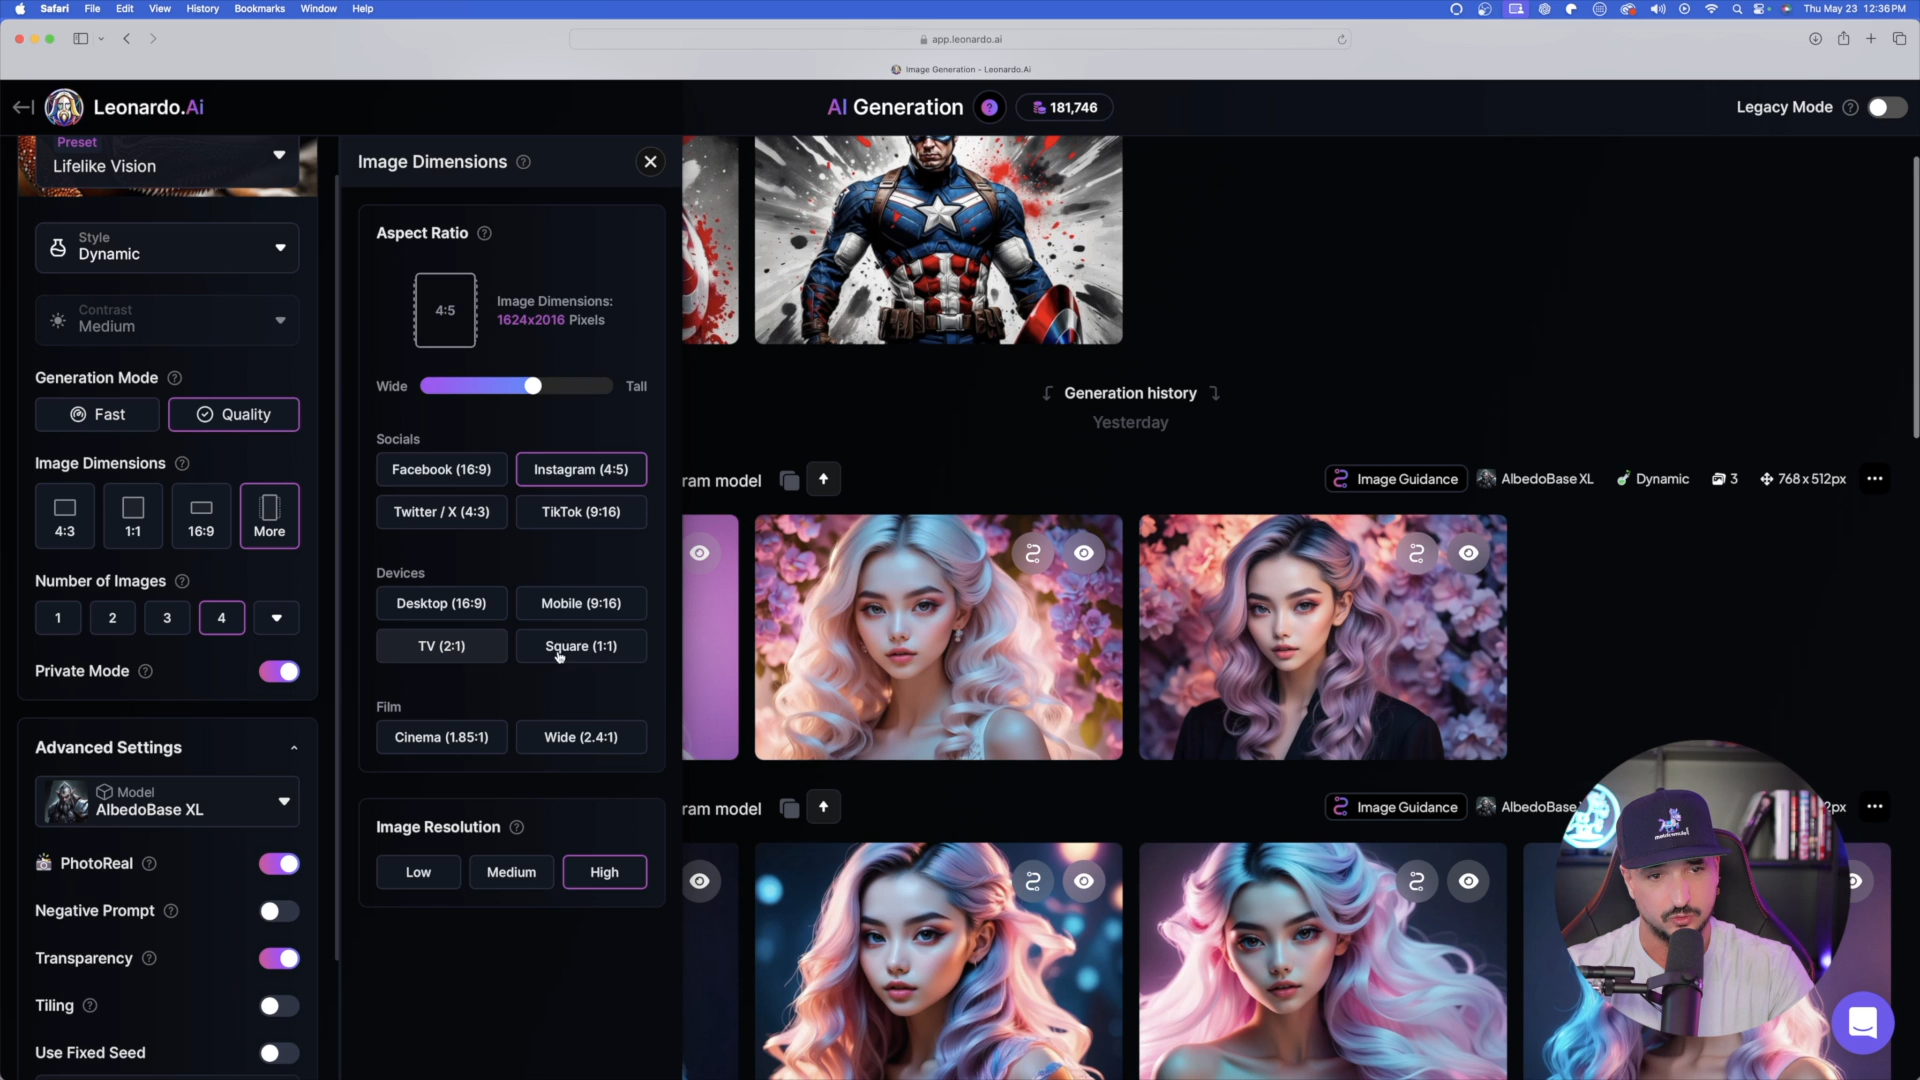 Safari File Edit View History Bookmarks Window Help
Thu May 23 12:36 PM
app.leonardo.ai
Image Generation - Leonardo.Ai
Leonardo.Ai
AI Generation
?
181,746
Legacy Mode ?
Preset
Lifelike Vision
Style
Dynamic
Contrast
Medium
Generation Mode ?
Fast
Quality
Image Dimensions ?
4:3
1:1
16:9
More
Number of Images ?
1
2
3
4
Private Mode ?
Advanced Settings
Model
AlbedoBase XL
PhotoReal ?
Negative Prompt ?
Transparency ?
Tiling ?
Use Fixed Seed
Image Dimensions ?
Aspect Ratio ?
4:5
Image Dimensions:
1624x2016 Pixels
Wide
Tall
Socials
Facebook (16:9)
Instagram (4:5)
Twitter / X (4:3)
TikTok (9:16)
Devices
Desktop (16:9)
Mobile (9:16)
TV (2:1)
Square (1:1)
Film
Cinema (1.85:1)
Wide (2.4:1)
Image Resolution ?
Low
Medium
High
Generation history
Yesterday
ram model
Image Guidance
AlbedoBase XL
Dynamic
3
768 x 512px
ram model
Image Guidance
AlbedoBase
2px